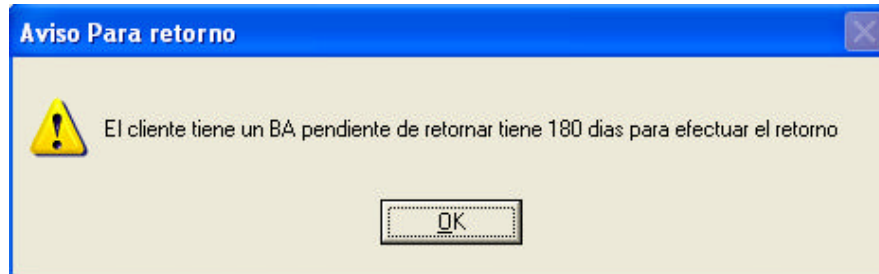 Aviso Para retorno
El cliente tiene un BA pendiente de retornar tiene 180 dias para efectuar el retorno
OK